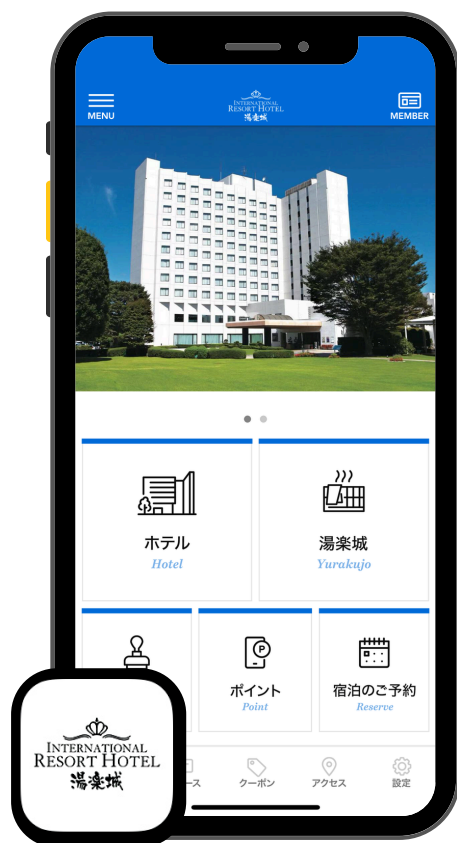 MENU
INTERNATIONAL
RESORT HOTEL
湯楽城
MEMBER
ホテル
Hotel
湯楽城
Yurakujo
P
ポイント
Point
宿泊のご予約
Reserve
ース
クーポン
アクセス
設定
INTERNATIONAL
RESORT HOTEL
湯楽城